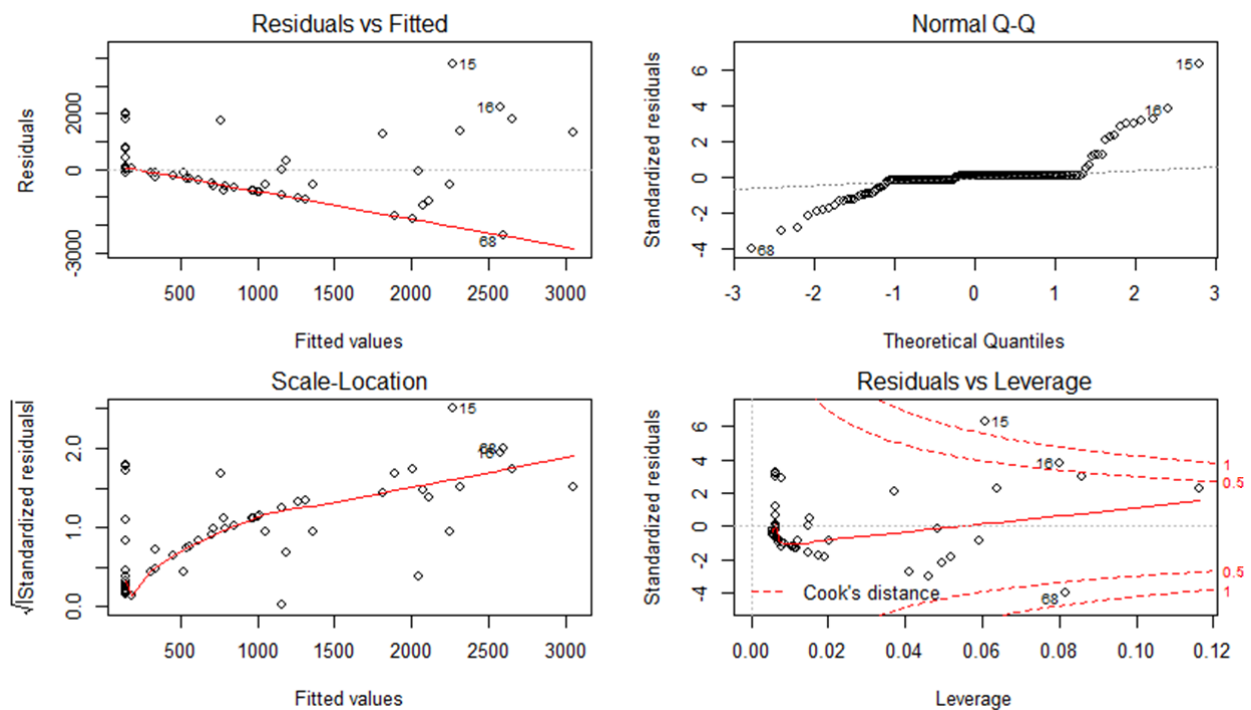 Residuals vs Fitted
Residuals
2000
0
-3000
15
16
68
500 1000 1500 2000 2500 3000
Fitted values
Normal Q-Q
Standardized residuals
6
4
2
0
-2
-4
15
16
68
-3 -2 -1 0 1 2 3
Theoretical Quantiles
Scale-Location
√|Standardized residuals|
2.0
1.0
0.0
15
68
16
500 1000 1500 2000 2500 3000
Fitted values
Residuals vs Leverage
Standardized residuals
6
4
2
0
-2
-4
15
16
68
1
0.5
0.5
1
Cook's distance
0.00 0.02 0.04 0.06 0.08 0.10 0.12
Leverage